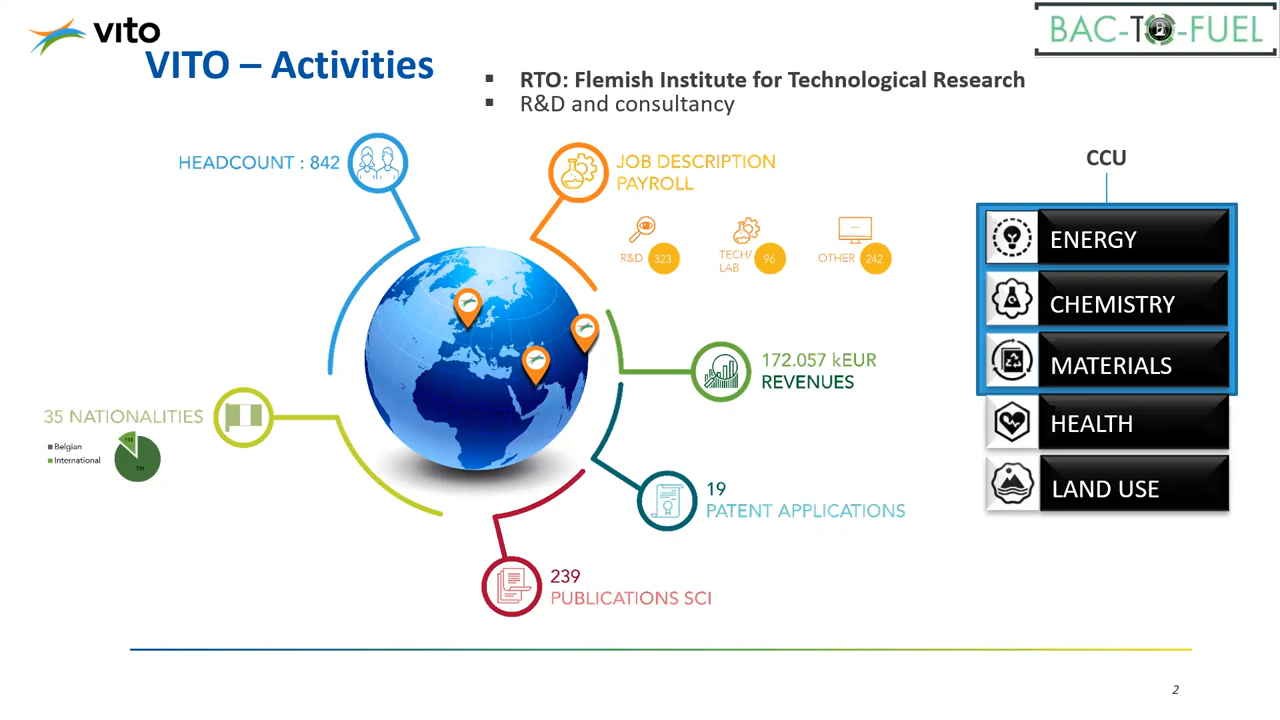 vito
BAC-TO-FUEL
VITO – Activities
▪ RTO: Flemish Institute for Technological Research
▪ R&D and consultancy
HEADCOUNT : 842
JOB DESCRIPTION
PAYROLL
R&D 323
TECH/
LAB
96
OTHER 242
CCU
ENERGY
CHEMISTRY
MATERIALS
HEALTH
LAND USE
172.057 kEUR
REVENUES
35 NATIONALITIES
Belgian
International
19
PATENT APPLICATIONS
239
PUBLICATIONS SCI
2